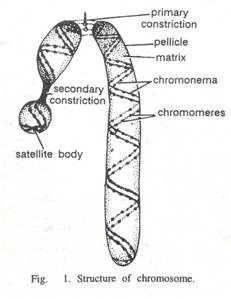 primary
constriction
pellicle
matrix
chromonema
secondary
constriction
chromomeres
satellite body
Fig. 1. Structure of chromosome.